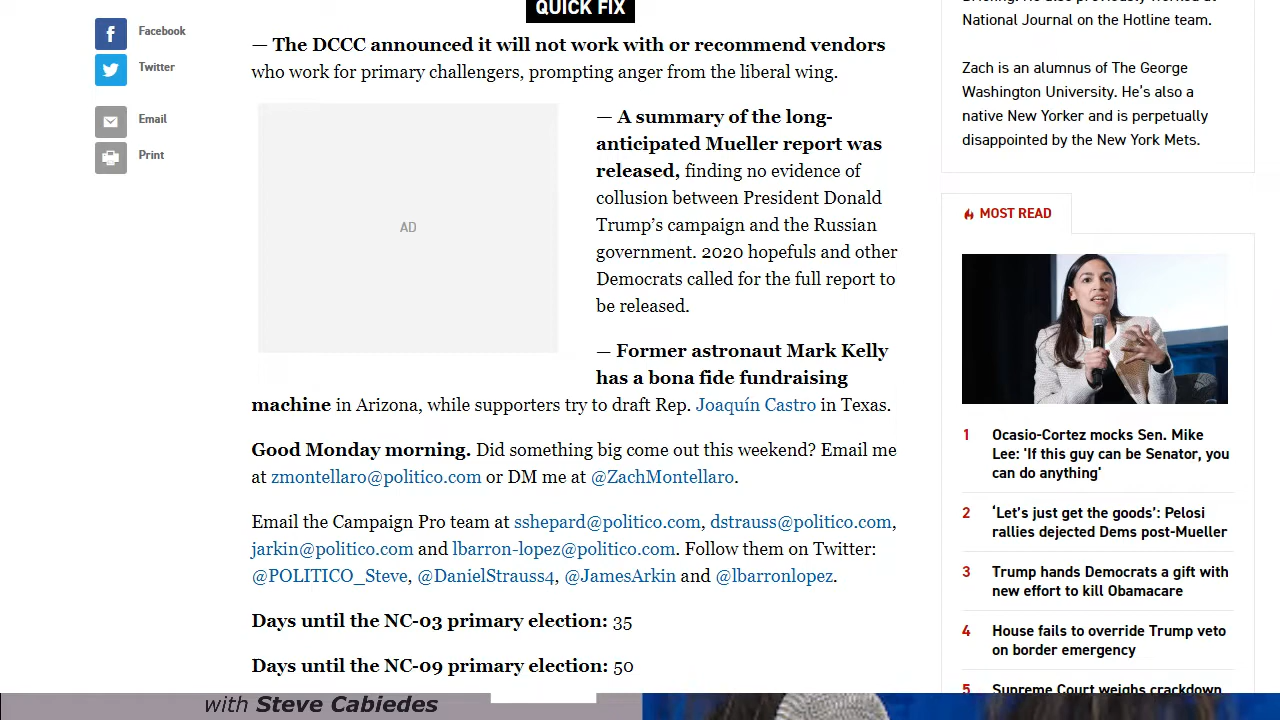 QUICK FIX
Facebook
Twitter
Email
Print
— The DCCC announced it will not work with or recommend vendors
who work for primary challengers, prompting anger from the liberal wing.
AD
— A summary of the long-
anticipated Mueller report was
released, finding no evidence of
collusion between President Donald
Trump's campaign and the Russian
government. 2020 hopefuls and other
Democrats called for the full report to
be released.
— Former astronaut Mark Kelly
has a bona fide fundraising
machine in Arizona, while supporters try to draft Rep. Joaquín Castro in Texas.
Good Monday morning. Did something big come out this weekend? Email me
at zmontellaro@politico.com or DM me at @ZachMontellaro.
Email the Campaign Pro team at sshepard@politico.com, dstrauss@politico.com,
jarkin@politico.com and lbarron-lopez@politico.com. Follow them on Twitter:
@POLITICO_Steve, @DanielStrauss4, @JamesArkin and @lbarronlopez.
Days until the NC-03 primary election: 35
Days until the NC-09 primary election: 50
National Journal on the Hotline team.
Zach is an alumnus of The George
Washington University. He's also a
native New Yorker and is perpetually
disappointed by the New York Mets.
MOST READ
1 Ocasio-Cortez mocks Sen. Mike
Lee: 'If this guy can be Senator, you
can do anything'
2 'Let's just get the goods': Pelosi
rallies dejected Dems post-Mueller
3 Trump hands Democrats a gift with
new effort to kill Obamacare
4 House fails to override Trump veto
on border emergency
5 Supreme Court weighs crackdown
with Steve Cabiedes